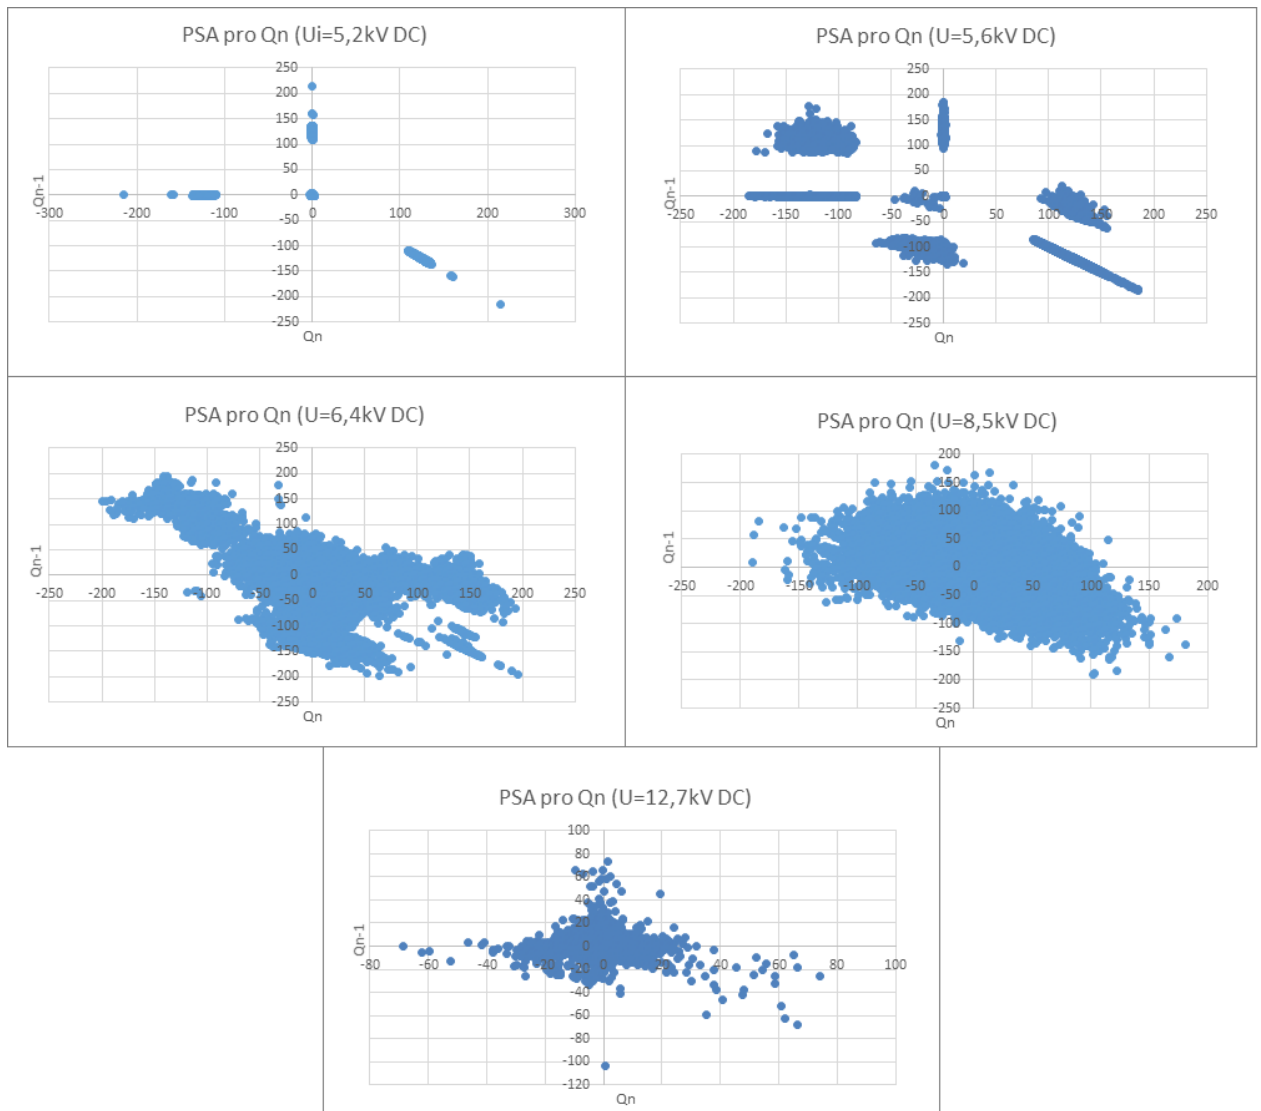 PSA pro Qn (Ui=5,2kV DC)
250
200
150
100
50
0
-50
-100
-150
-200
-250
-300 -200 -100 0 100 200 300
Qn-1
Qn
PSA pro Qn (U=5,6kV DC)
250
200
150
100
50
0
-50
-100
-150
-200
-250
-250 -200 -150 -100 -50 0 50 100 150 200 250
Qn-1
Qn
PSA pro Qn (U=6,4kV DC)
250
200
150
100
50
0
-50
-100
-150
-200
-250
-250 -200 -150 -100 -50 0 50 100 150 200 250
Qn-1
Qn
PSA pro Qn (U=8,5kV DC)
200
150
100
50
0
-50
-100
-150
-200
-250
-250 -200 -150 -100 -50 0 50 100 150 200
Qn-1
Qn
PSA pro Qn (U=12,7kV DC)
100
80
60
40
20
0
-20
-40
-60
-80
-100
-120
-80 -60 -40 -20 0 20 40 60 80 100
Qn-1
Qn